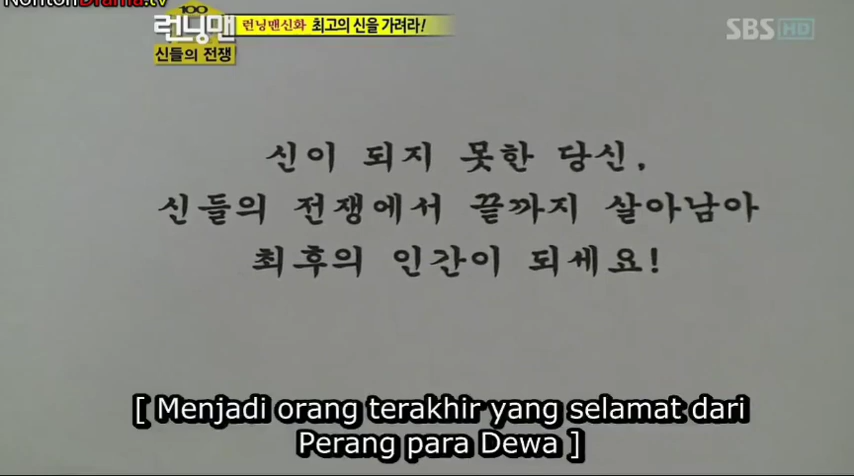 NontonDrama.tv
100
런닝맨
런닝맨신화 최고의 신을 가려라!
신들의 전쟁
SBS HD
신이 되지 못한 당신,
신들의 전쟁에서 끝까지 살아남아
최후의 인간이 되세요!
[ Menjadi orang terakhir yang selamat dari
Perang para Dewa ]